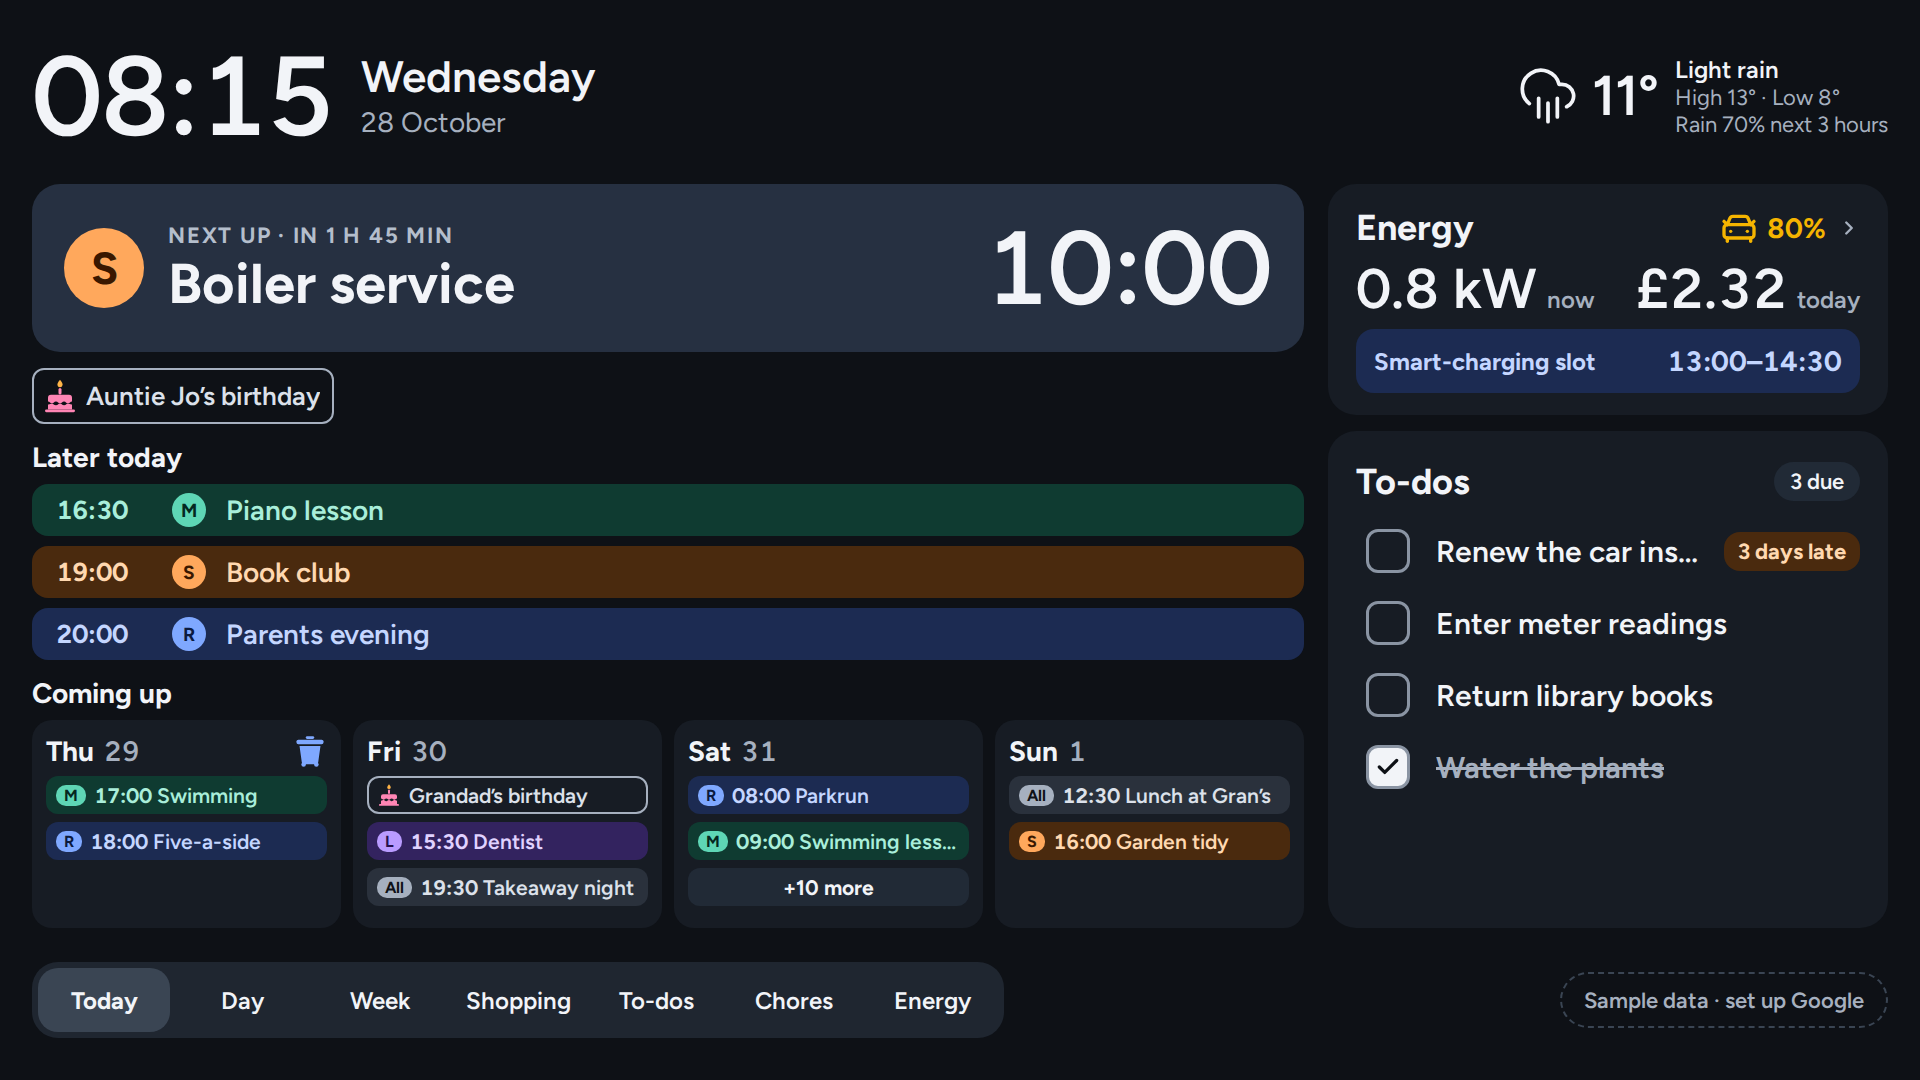 08:15
Wednesday
28 October
11°
Light rain
High 13° · Low 8°
Rain 70% next 3 hours
S
NEXT UP · IN 1 H 45 MIN
Boiler service
10:00
Auntie Jo's birthday
Later today
16:30 M Piano lesson
19:00 S Book club
20:00 R Parents evening
Coming up
Thu 29
M 17:00 Swimming
R 18:00 Five-a-side
Fri 30
Grandad's birthday
L 15:30 Dentist
All 19:30 Takeaway night
Sat 31
R 08:00 Parkrun
M 09:00 Swimming less...
+10 more
Sun 1
All 12:30 Lunch at Gran's
S 16:00 Garden tidy
Energy
80%
0.8 kW now
£2.32 today
Smart-charging slot 13:00–14:30
To-dos
3 due
Renew the car ins... 3 days late
Enter meter readings
Return library books
Water the plants
Today Day Week Shopping To-dos Chores Energy
Sample data · set up Google